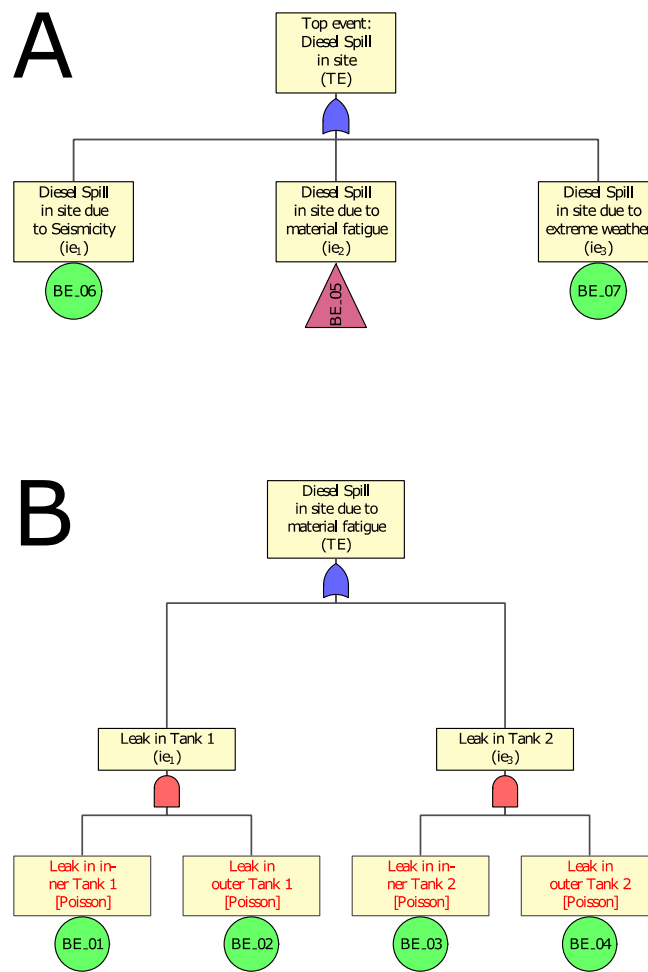 A
Top event:
Diesel Spill
in site
(TE)
Diesel Spill
in site due
to Seismicity
(ie₁)
Diesel Spill
in site due to
material fatigue
(ie₂)
Diesel Spill
in site due to
extreme weather
(ie₃)
BE_06
BE_05
BE_07
B
Diesel Spill
in site due to
material fatigue
(TE)
Leak in Tank 1
(ie₁)
Leak in Tank 2
(ie₃)
Leak in in-
ner Tank 1
[Poisson]
Leak in
outer Tank 1
[Poisson]
Leak in in-
ner Tank 2
[Poisson]
Leak in
outer Tank 2
[Poisson]
BE_01
BE_02
BE_03
BE_04